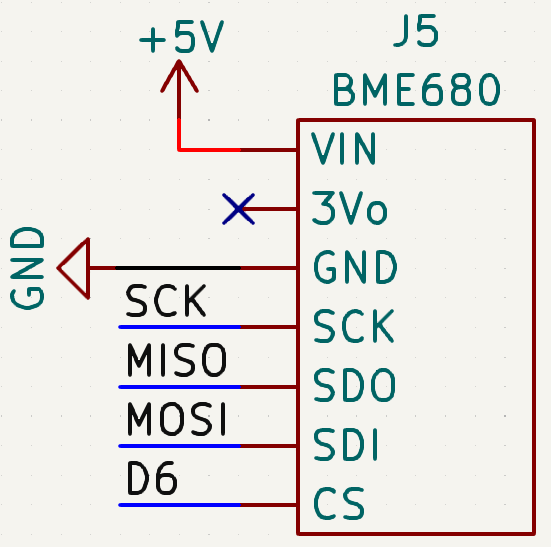 +5V
J5
BME680
VIN
3Vo
GND
GND
SCK
SCK
MISO
SDO
MOSI
SDI
D6
CS